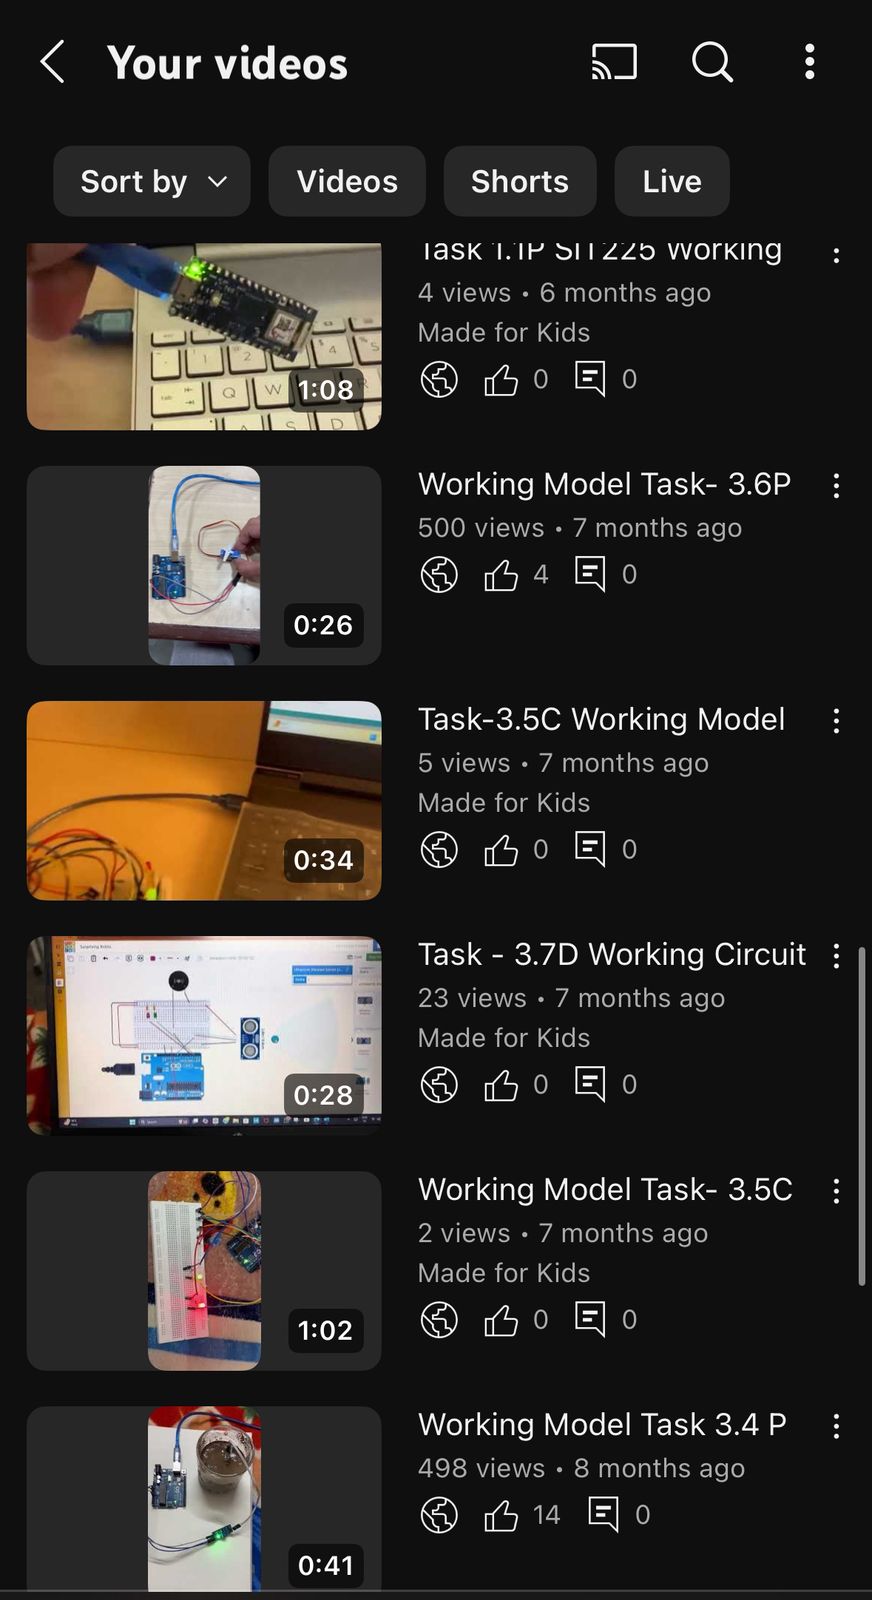 Your videos
Sort by
Videos
Shorts
Live
Task 1.1P SIT225 Working
4 views • 6 months ago
Made for Kids
0
0
1:08
Working Model Task- 3.6P
500 views • 7 months ago
4
0
0:26
Task-3.5C Working Model
5 views • 7 months ago
Made for Kids
0
0
0:34
Task - 3.7D Working Circuit
23 views • 7 months ago
Made for Kids
0
0
0:28
Working Model Task- 3.5C
2 views • 7 months ago
Made for Kids
0
0
1:02
Working Model Task 3.4 P
498 views • 8 months ago
14
0
0:41